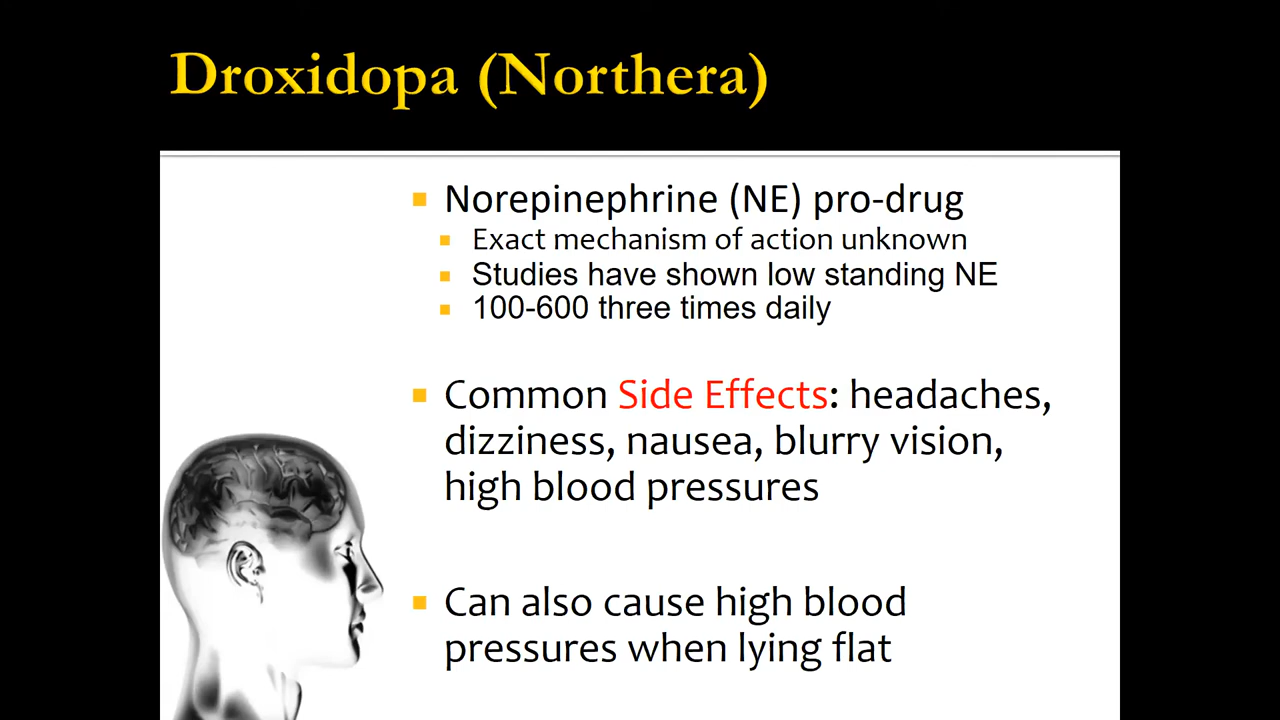 Droxidopa (Northera)
Norepinephrine (NE) pro-drug
Exact mechanism of action unknown
Studies have shown low standing NE
100-600 three times daily
Common Side Effects: headaches,
dizziness, nausea, blurry vision,
high blood pressures
Can also cause high blood
pressures when lying flat